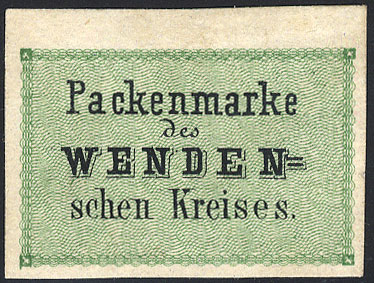 Packenmarke
des
WENDEN=
schen Kreises.